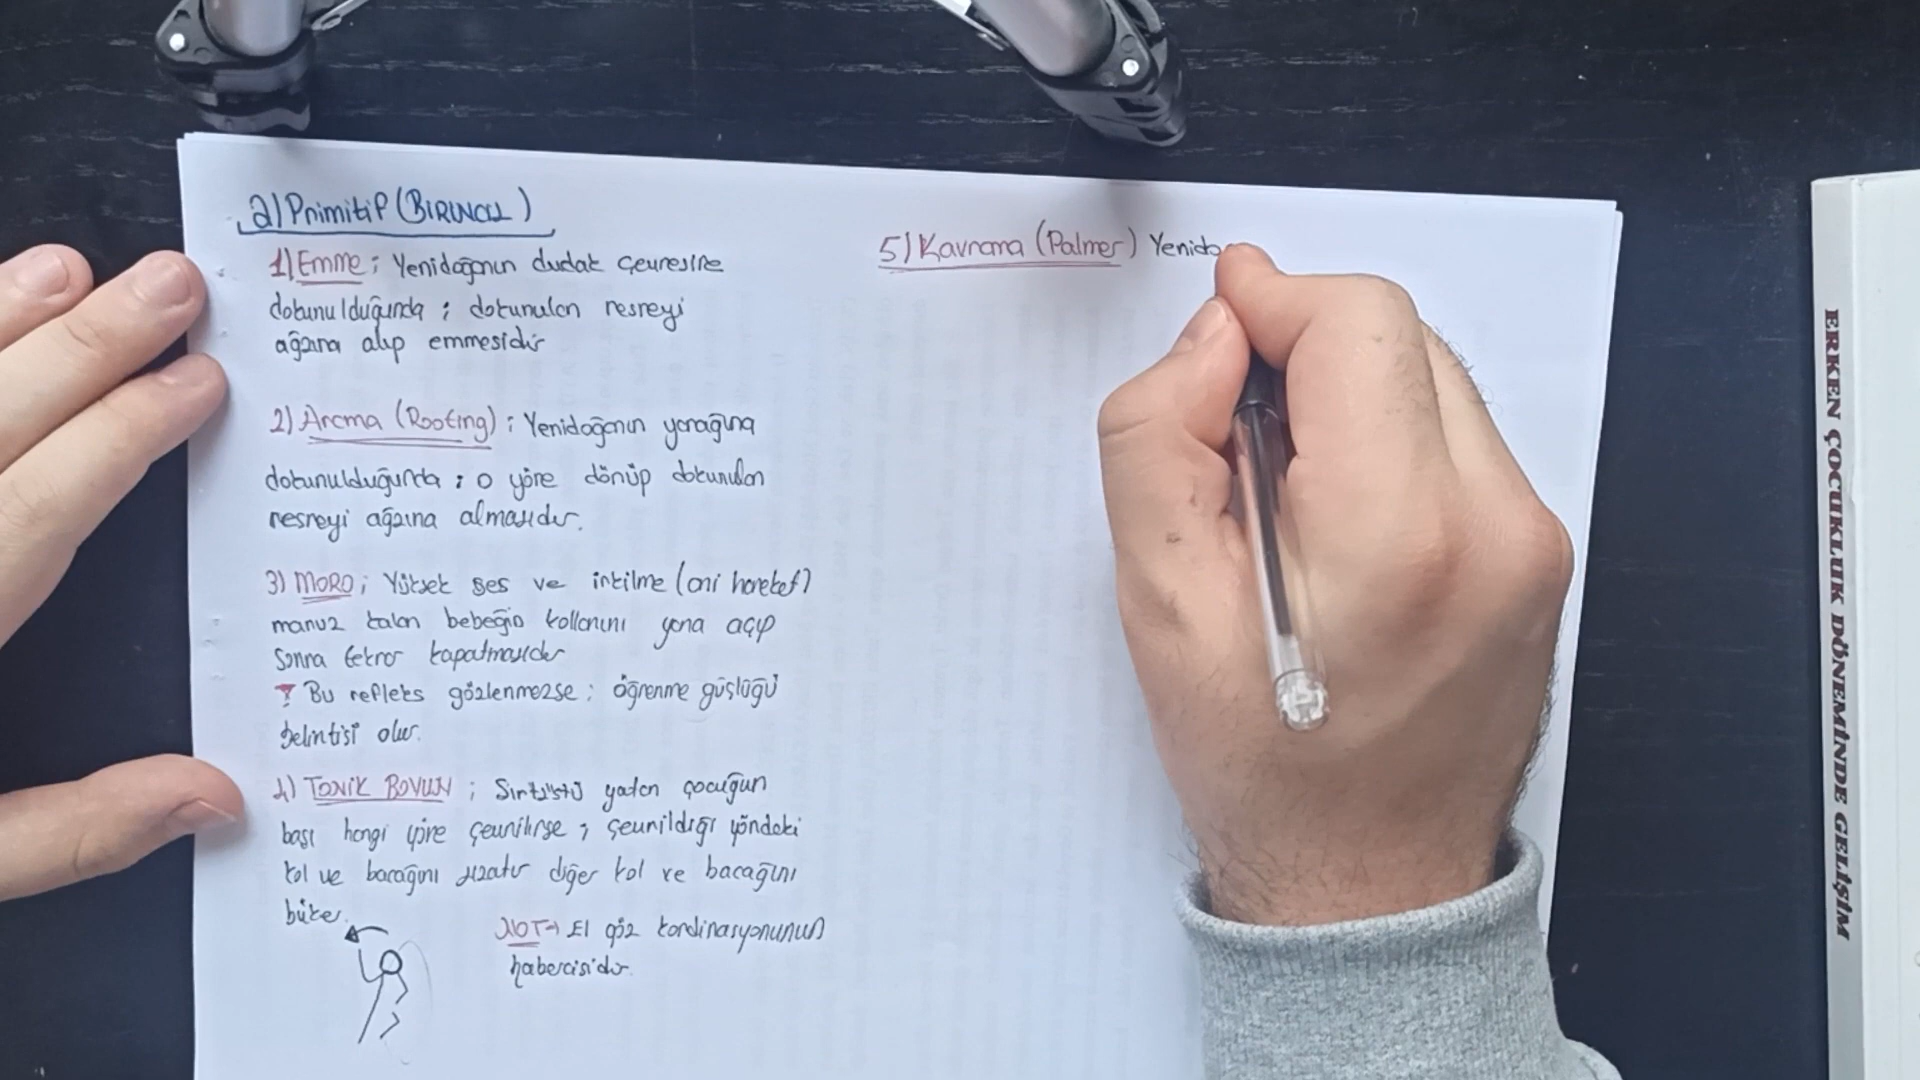 a) Primitif (BİRİNCİL)
1) Emme; Yenidoğanın dudak çevresine
dokunulduğunda; dokunulan nesneyi
ağzına alıp emmesidir
2) Arama (Rooting); Yenidoğanın yanağına
dokunulduğunda; o yöne dönüp dokunulan
nesneyi ağzına almasıdır.
3) MORO; Yüksek ses ve irkilme (ani hareket)
maruz kalan bebeğin kollarını yana açıp
sonra tekrar kapatmasıdır
! Bu refleks gözlenmezse; öğrenme güçlüğü
belirtisi olur.
4) TONİK BOYUN; Sırtüstü yatan çocuğun
başı hangi yöne çevrilirse; çevrildiği yöndeki
kol ve bacağını uzatır diğer kol ve bacağını
büker.
NOT→ El göz kordinasyonunun
habercisidir.
5) Kavrama (Palmer) Yenido
ERKEN ÇOCUKLUK DÖNEMİNDE GELİŞİM